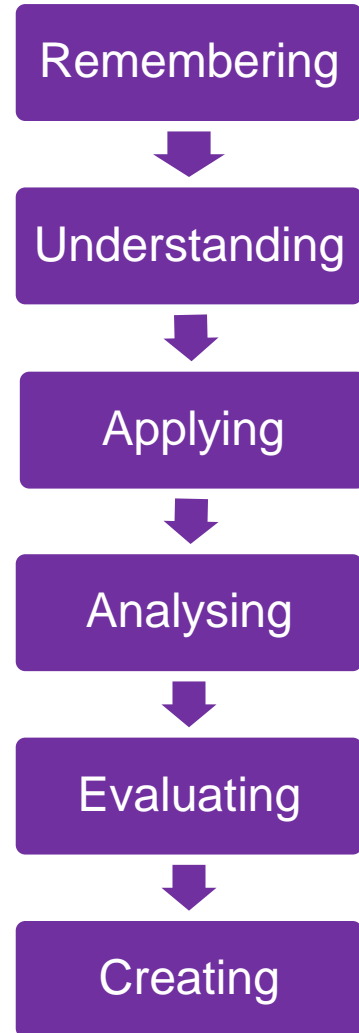 Remembering
Understanding
Applying
Analysing
Evaluating
Creating